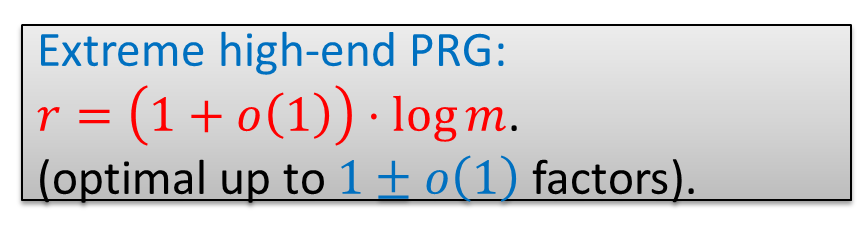 Extreme high-end PRG:
r = (1 + o(1)) · log m.
(optimal up to 1 ± o(1) factors).